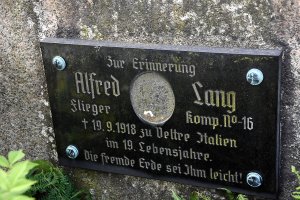 Zur Erinnerung
Alfred Lang
Flieger Komp. No 16
† 19.9.1918 zu Veltre Italien
im 19. Lebensjahre.
Die fremde Erde sei Ihm leicht!